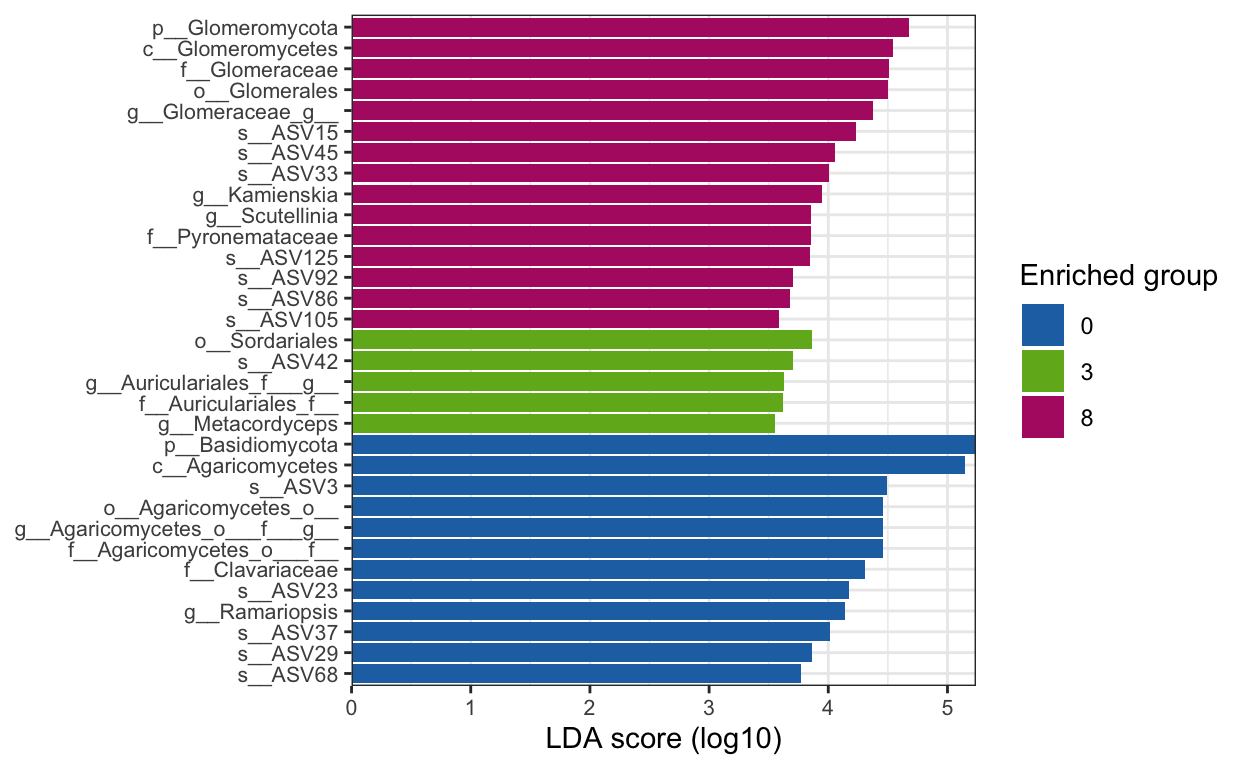 p__Glomeromycota
c__Glomeromycetes
f__Glomeraceae
o__Glomerales
g__Glomeraceae_g__
s__ASV15
s__ASV45
s__ASV33
g__Kamienskia
g__Scutellinia
f__Pyronemataceae
s__ASV125
s__ASV92
s__ASV86
s__ASV105
o__Sordariales
s__ASV42
g__Auriculariales_f___g__
f__Auriculariales_f__
g__Metacordyceps
p__Basidiomycota
c__Agaricomycetes
s__ASV3
o__Agaricomycetes_o__
g__Agaricomycetes_o___f___g__
f__Agaricomycetes_o___f__
f__Clavariaceae
s__ASV23
g__Ramariopsis
s__ASV37
s__ASV29
s__ASV68
0 1 2 3 4 5
LDA score (log10)
Enriched group
0
3
8